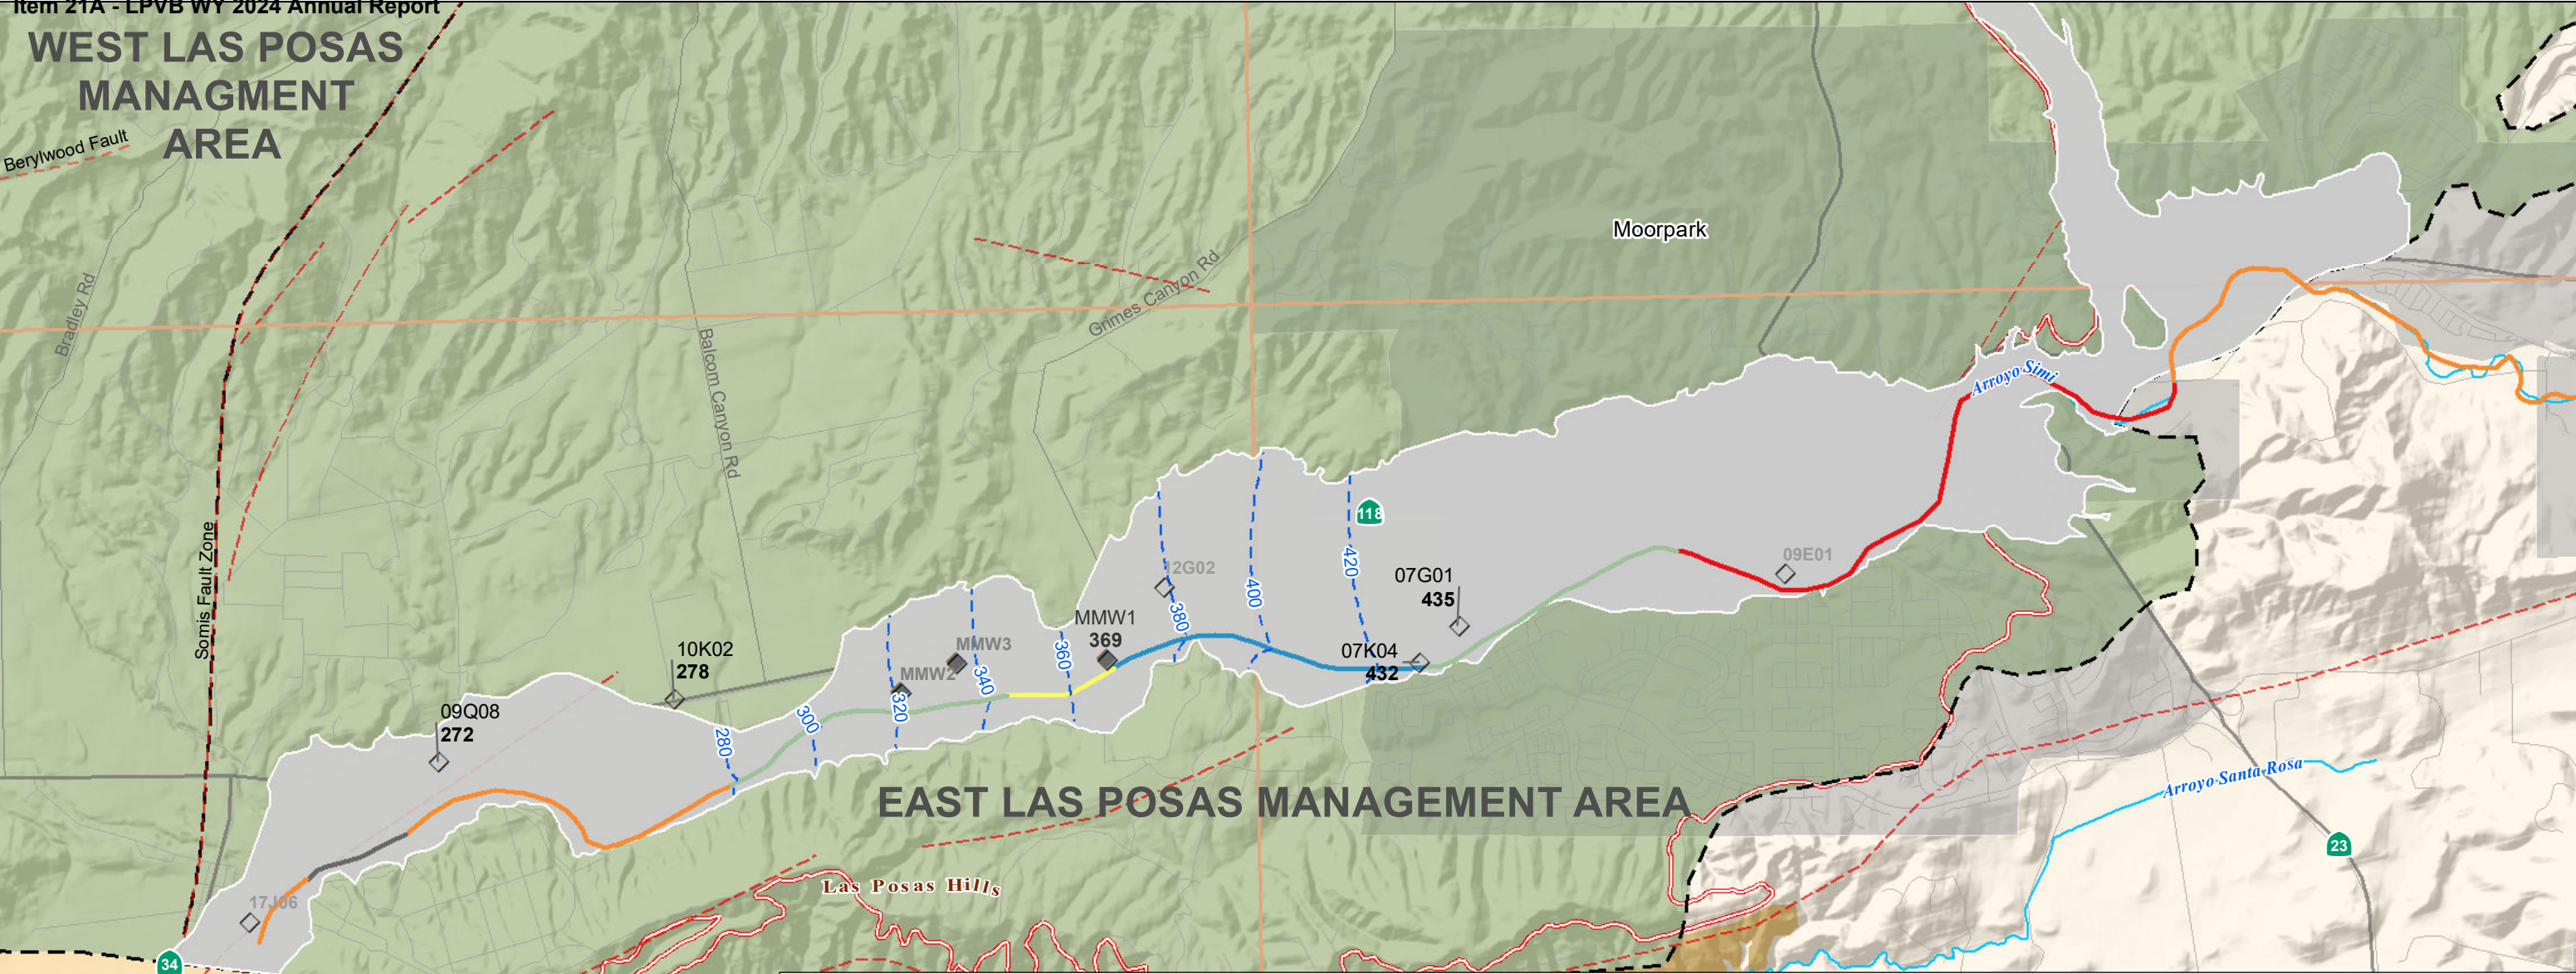 Item 21A - LPVB WY 2024 Annual Report
WEST LAS POSAS
MANAGMENT
AREA
Berylwood Fault
Bradley Rd
Somis Fault Zone
Balcom Canyon Rd
Grimes Canyon Rd
Moorpark
Arroyo Simi
118
09E01
07G01
435
07K04
432
420
400
12G02
380
MMW1
369
360
MMW3
340
MMW2
320
300
280
10K02
278
09Q08
272
17J06
34
EAST LAS POSAS MANAGEMENT AREA
Las Posas Hills
Arroyo Santa Rosa
23